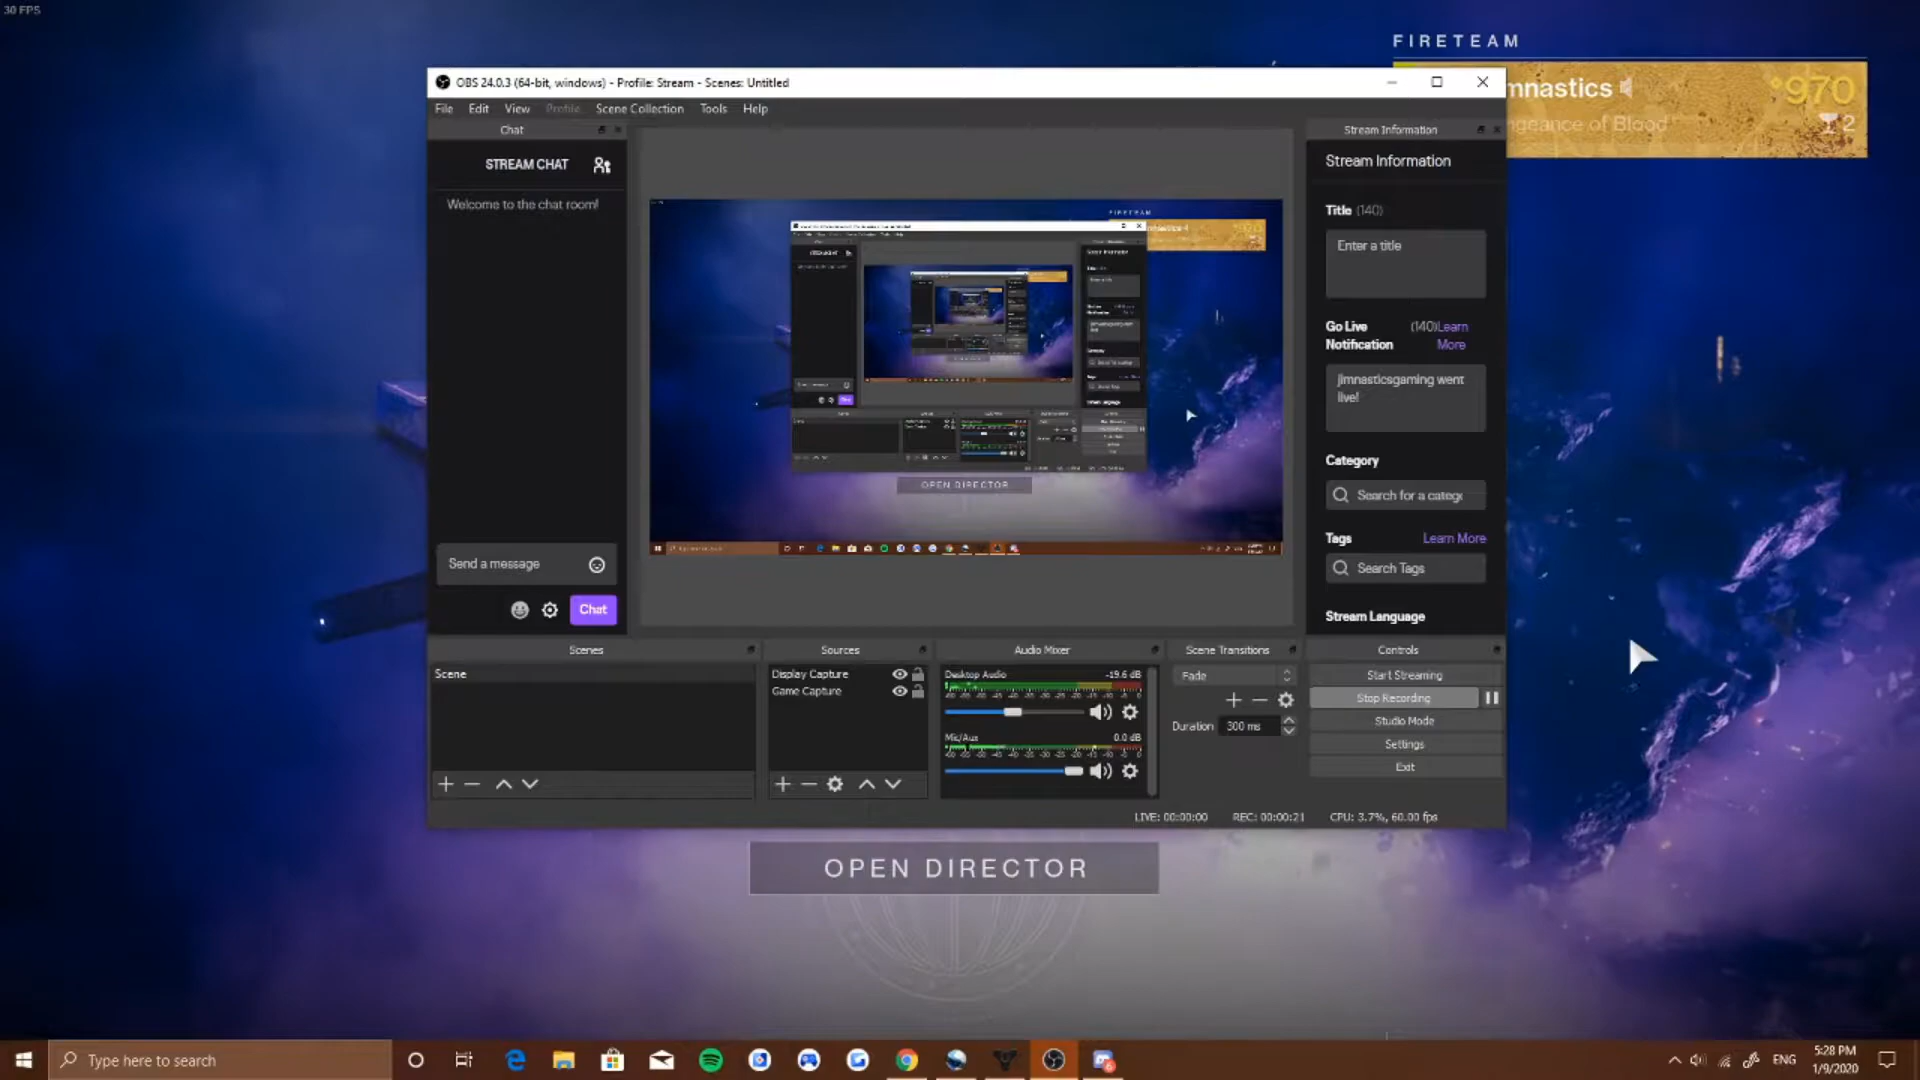 30 FPS
FIRETEAM
mnastics
970
ngeance of Blood
2
OBS 24.0.3 (64-bit, windows) - Profile: Stream - Scenes: Untitled
File Edit View Profile Scene Collection Tools Help
Chat
Stream Information
STREAM CHAT
Welcome to the chat room!
Stream Information
Title (140)
Enter a title
Go Live Notification
(140)Learn More
jimnasticsgaming went
live!
Category
Search for a categ
Tags
Learn More
Search Tags
Stream Language
FIRETEAM
OPEN DIRECTOR
Send a message
Chat
Scenes
Scene
Sources
Display Capture
Game Capture
Audio Mixer
Desktop Audio -19.6 dB
Mic/Aux 0.0 dB
Scene Transitions
Fade
Duration 300 ms
Controls
Start Streaming
Stop Recording
Studio Mode
Settings
Exit
LIVE: 00:00:00 REC: 00:00:21 CPU: 3.7%, 60.00 fps
OPEN DIRECTOR
Type here to search
ENG
5:28 PM
1/9/2020